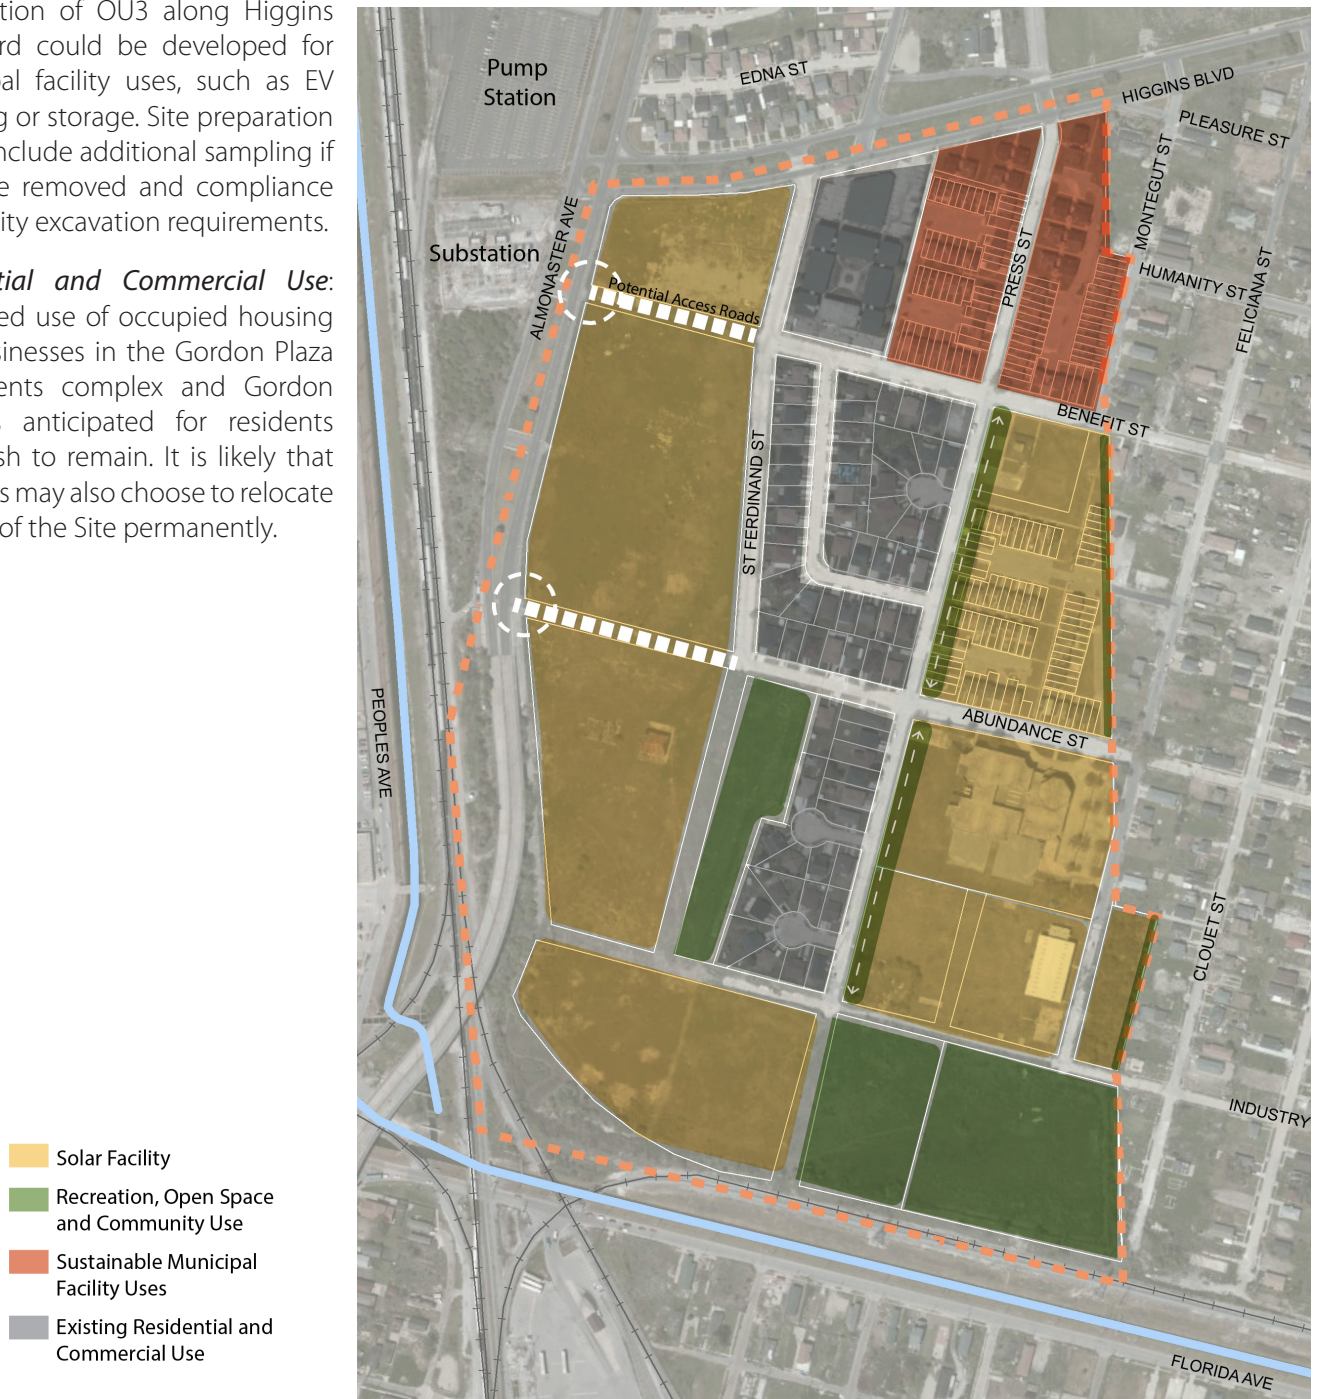 tion of OU3 along Higgins
rd could be developed for
al facility uses, such as EV
g or storage. Site preparation
nclude additional sampling if
e removed and compliance
ity excavation requirements.
tial and Commercial Use:
ed use of occupied housing
sinesses in the Gordon Plaza
ents complex and Gordon
s anticipated for residents
sh to remain. It is likely that
s may also choose to relocate
of the Site permanently.
Pump
Station
EDNA ST
HIGGINS BLVD
PLEASURE ST
MONTEGUT ST
Substation
ALMONASTER AVE
PRESS ST
HUMANITY ST
FELICIANA ST
Potential Access Roads
BENEFIT ST
ST FERDINAND ST
PEOPLES AVE
ABUNDANCE ST
CLOUET ST
INDUSTRY
FLORIDA AVE
Solar Facility
Recreation, Open Space
and Community Use
Sustainable Municipal
Facility Uses
Existing Residential and
Commercial Use